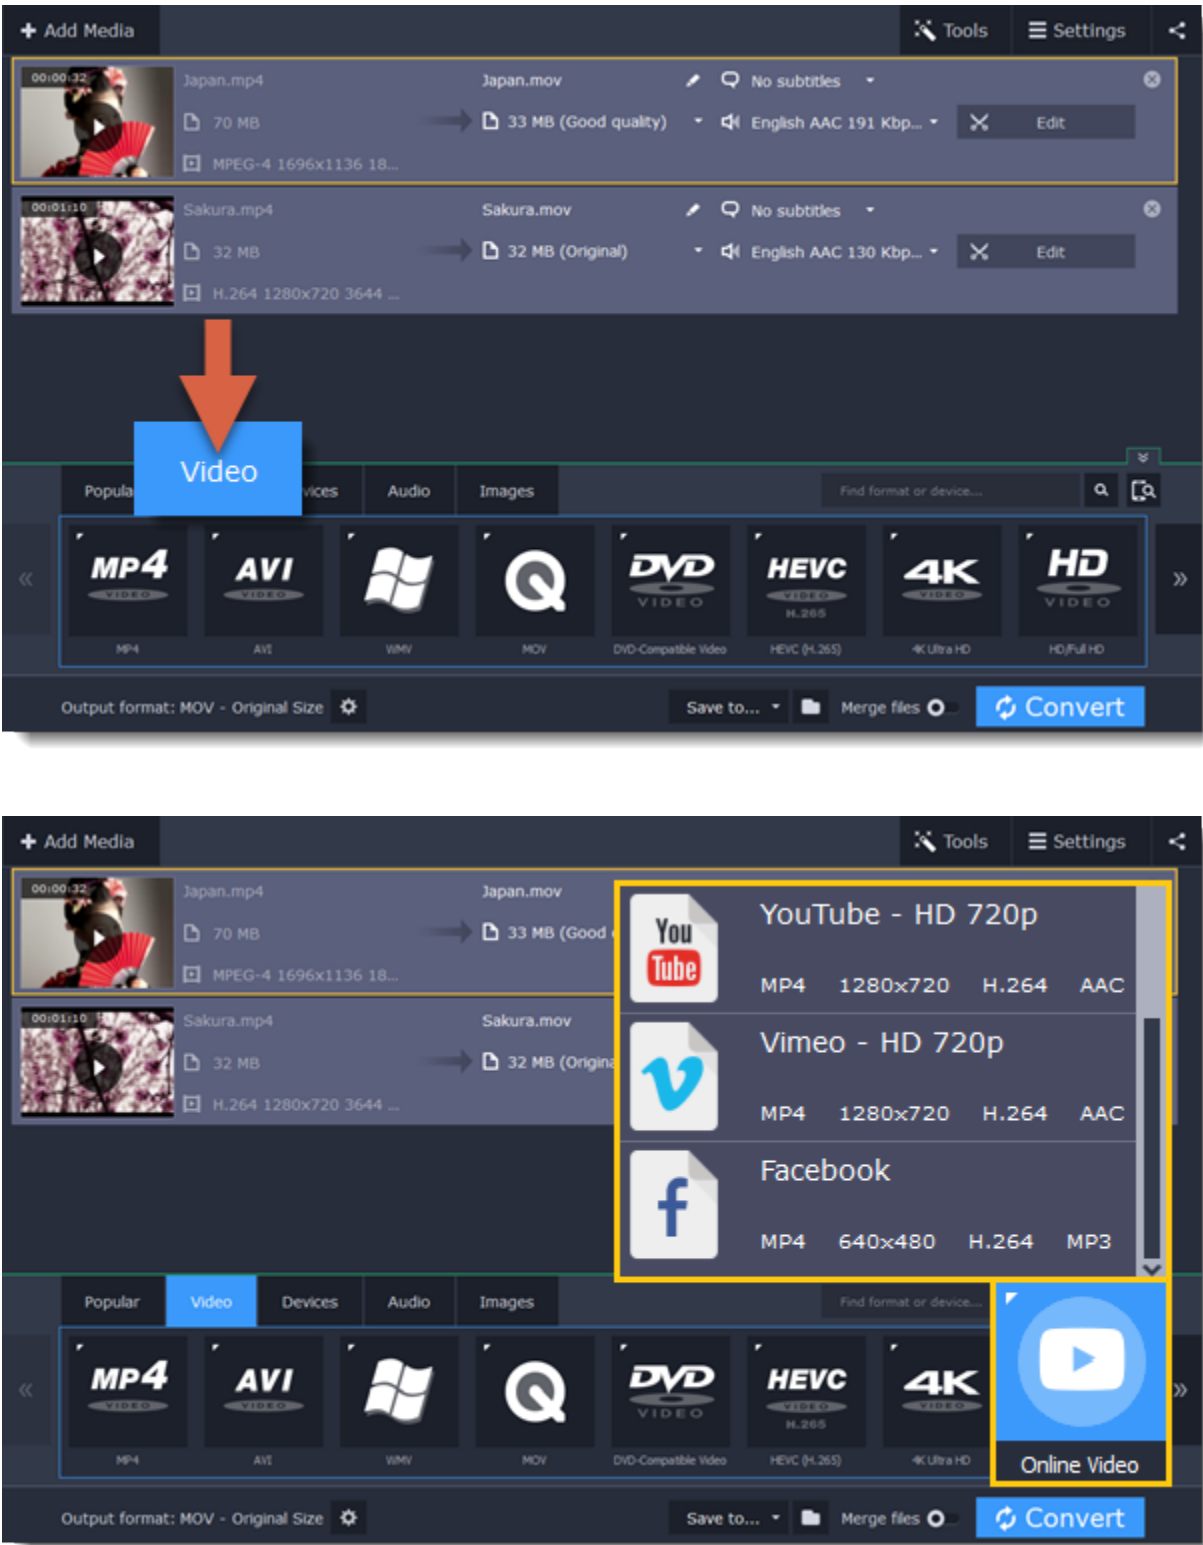 Add Media
Tools
Settings
00:00:32
Japan.mp4
Japan.mov
No subtitles
70 MB
33 MB (Good quality)
English AAC 191 Kbp...
Edit
MPEG-4 1696x1136 18...
00:01:10
Sakura.mp4
Sakura.mov
No subtitles
32 MB
32 MB (Original)
English AAC 130 Kbp...
Edit
H.264 1280x720 3644 ...
Video
Popula
vices
Audio
Images
Find format or device...
MP4 VIDEO
AVI VIDEO
DVD VIDEO
HEVC VIDEO H.265
4K VIDEO
HD VIDEO
MP4
AVI
WMV
MOV
DVD-Compatible Video
HEVC (H.265)
4K Ultra HD
HD/Full HD
Output format: MOV - Original Size
Save to...
Merge files
Convert
Add Media
Tools
Settings
00:00:32
Japan.mp4
Japan.mov
70 MB
33 MB (Good
MPEG-4 1696x1136 18...
00:01:10
Sakura.mp4
Sakura.mov
32 MB
32 MB (Origina
H.264 1280x720 3644 ...
You Tube
YouTube - HD 720p
MP4 1280x720 H.264 AAC
Vimeo - HD 720p
MP4 1280x720 H.264 AAC
Facebook
MP4 640x480 H.264 MP3
Popular
Video
Devices
Audio
Images
Find format or device...
MP4 VIDEO
AVI VIDEO
DVD VIDEO
HEVC VIDEO H.265
4K VIDEO
MP4
AVI
WMV
MOV
DVD-Compatible Video
HEVC (H.265)
4K Ultra HD
Online Video
Output format: MOV - Original Size
Save to...
Merge files
Convert